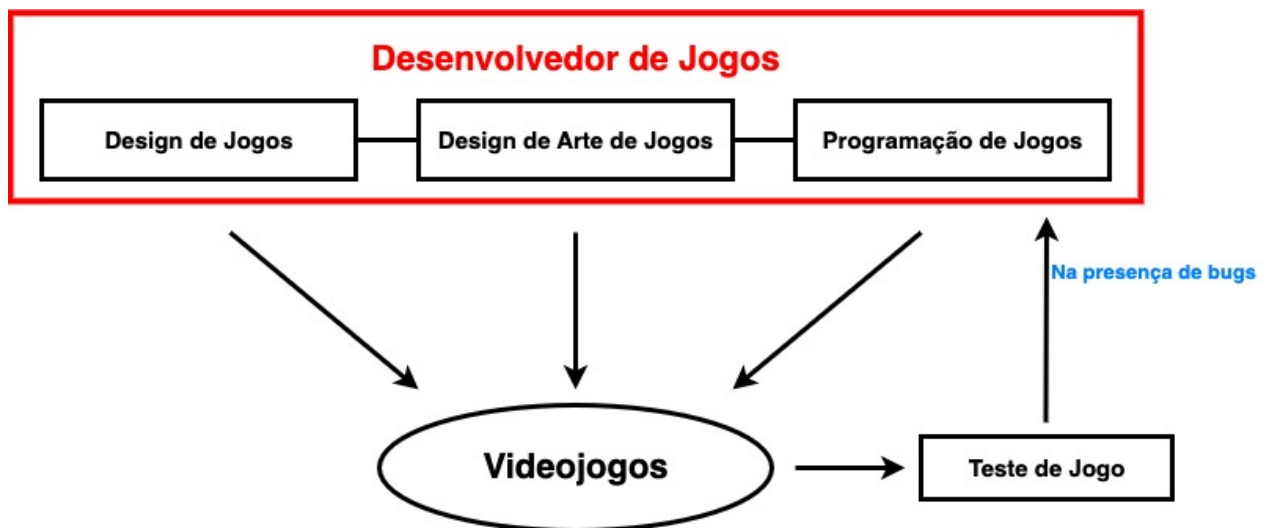 Desenvolvedor de Jogos
Design de Jogos
Design de Arte de Jogos
Programação de Jogos
Na presença de bugs
Videojogos
Teste de Jogo